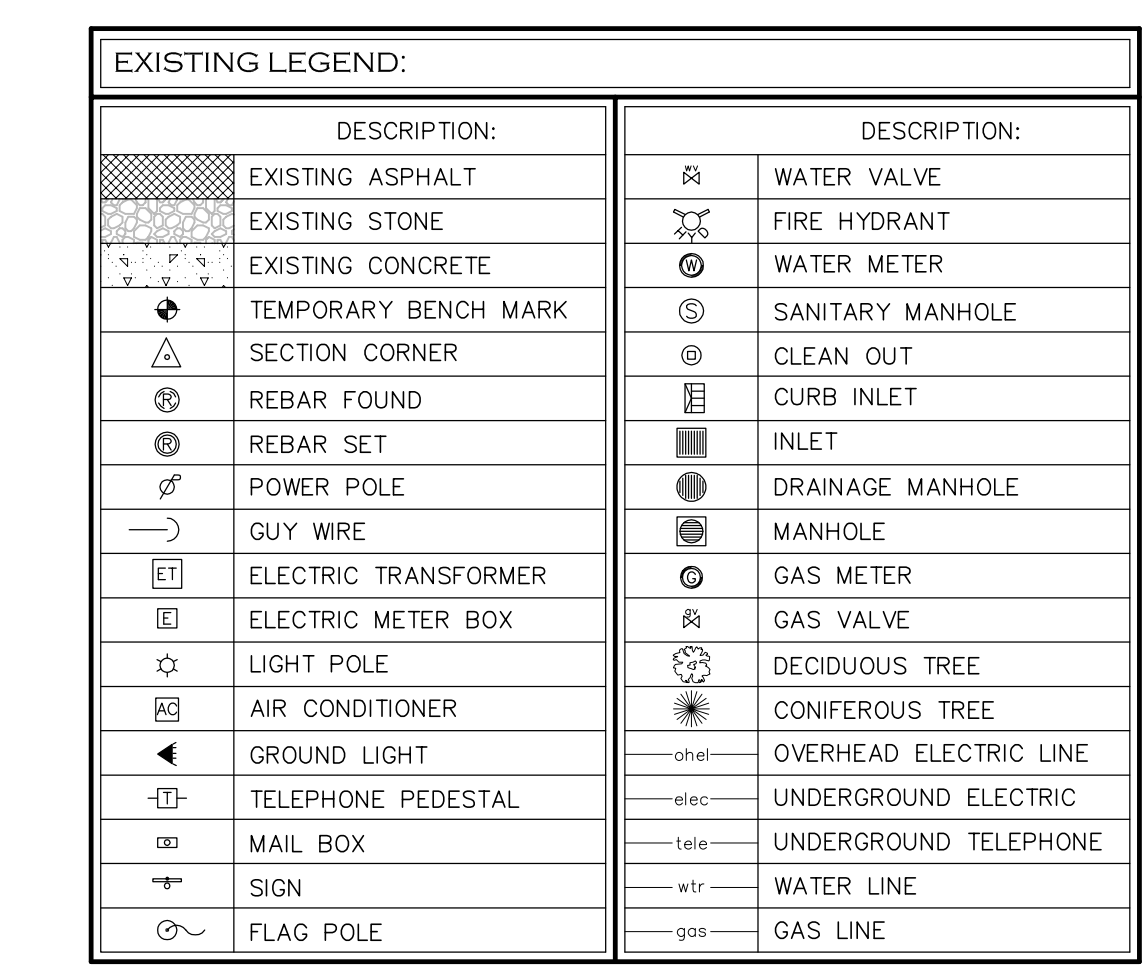 EXISTING LEGEND:
DESCRIPTION:
EXISTING ASPHALT
EXISTING STONE
EXISTING CONCRETE
TEMPORARY BENCH MARK
SECTION CORNER
R REBAR FOUND
R REBAR SET
POWER POLE
GUY WIRE
ET ELECTRIC TRANSFORMER
E ELECTRIC METER BOX
LIGHT POLE
AC AIR CONDITIONER
GROUND LIGHT
T TELEPHONE PEDESTAL
MAIL BOX
SIGN
FLAG POLE
DESCRIPTION:
wv WATER VALVE
HYD FIRE HYDRANT
W WATER METER
S SANITARY MANHOLE
CLEAN OUT
CURB INLET
INLET
DRAINAGE MANHOLE
MANHOLE
G GAS METER
gv GAS VALVE
DECIDUOUS TREE
CONIFEROUS TREE
ohel OVERHEAD ELECTRIC LINE
elec UNDERGROUND ELECTRIC
tele UNDERGROUND TELEPHONE
wtr WATER LINE
gas GAS LINE